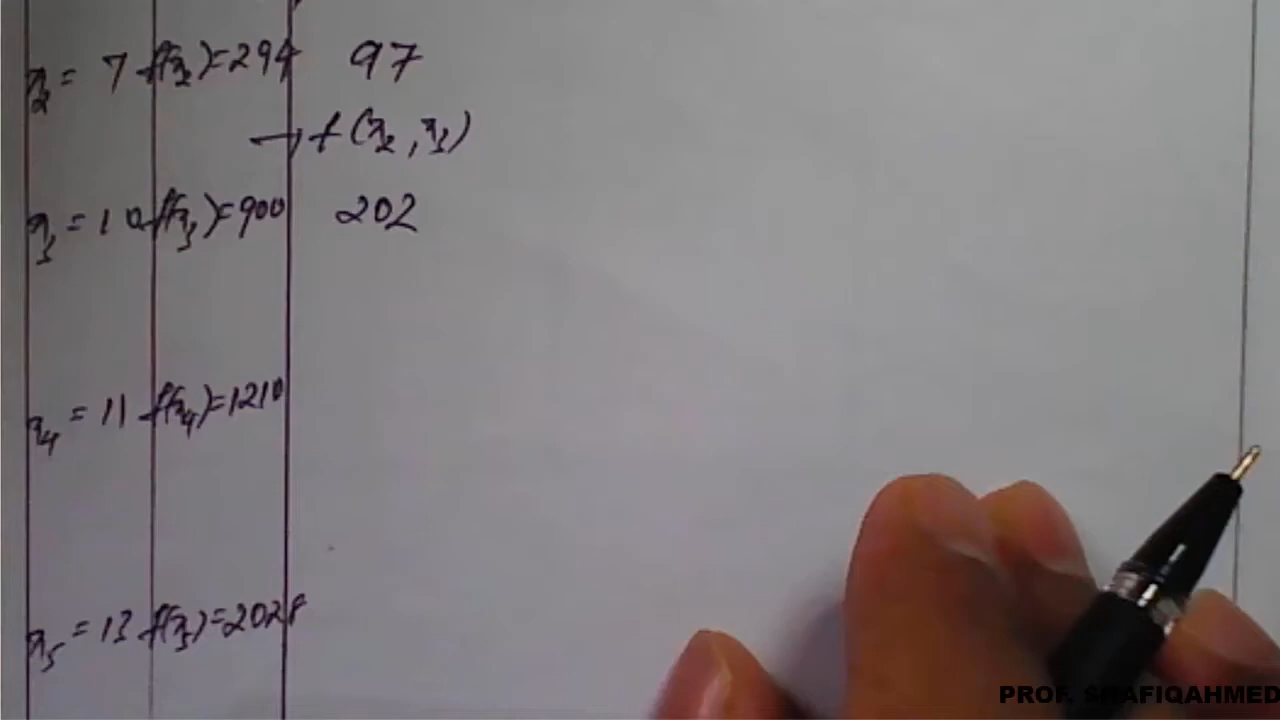 x₂ = 7 f(x₂)=294 97
→ f(x₂, x₃)
x₃ = 10 f(x₃)=900 202
x₄ = 11 f(x₄)=1210
x₅ = 13 f(x₅)=2028
PROF. SHAFIQAHMED